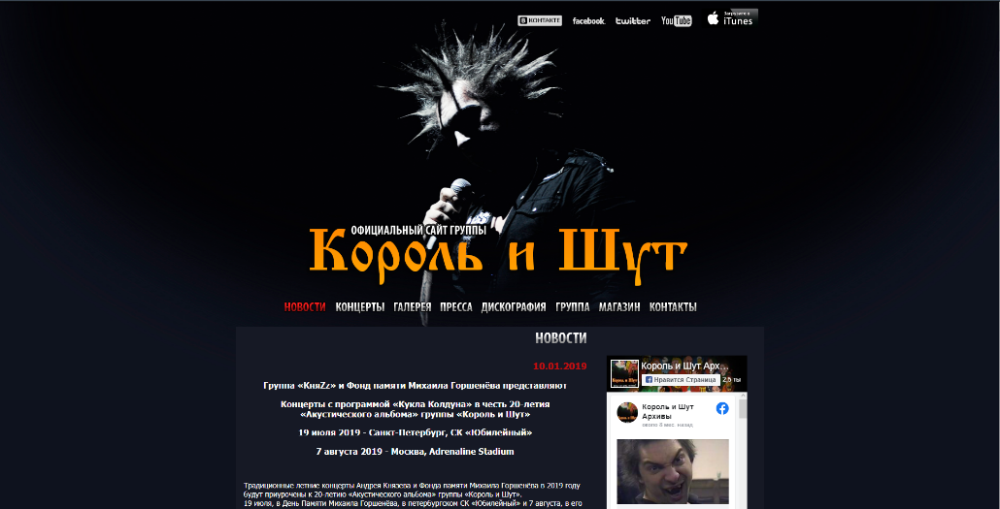 В КОНТАКТЕ facebook. twitter YouTube Загрузите в iTunes
ОФИЦИАЛЬНЫЙ САЙТ ГРУППЫ
Король и Шут
НОВОСТИ КОНЦЕРТЫ ГАЛЕРЕЯ ПРЕССА ДИСКОГРАФИЯ ГРУППА МАГАЗИН КОНТАКТЫ
НОВОСТИ
10.01.2019
Группа «КняZz» и Фонд памяти Михаила Горшенёва представляют
Концерты с программой «Кукла Колдуна» в честь 20-летия
«Акустического альбома» группы «Король и Шут»
19 июля 2019 - Санкт-Петербург, СК «Юбилейный»
7 августа 2019 - Москва, Adrenaline Stadium
Традиционные летние концерты Андрея Князева и Фонда памяти Михаила Горшенёва в 2019 году
будут приурочены к 20-летию «Акустического альбома» группы «Король и Шут».
19 июля, в День Памяти Михаила Горшенёва, в петербургском СК «Юбилейный» и 7 августа, в его
Король и Шут Арх...
Нравится Страница 2,5 ты
Король и Шут
Архивы
около 8 мес. назад